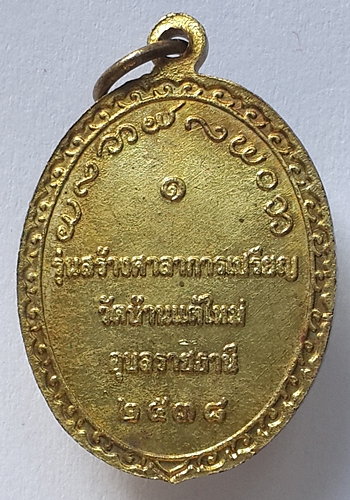 ๑
รุ่นสร้างศาลาการเปรียญ
วัดบ้านแต้ใหม่
อุบลราชธานี
๒๕๓๘